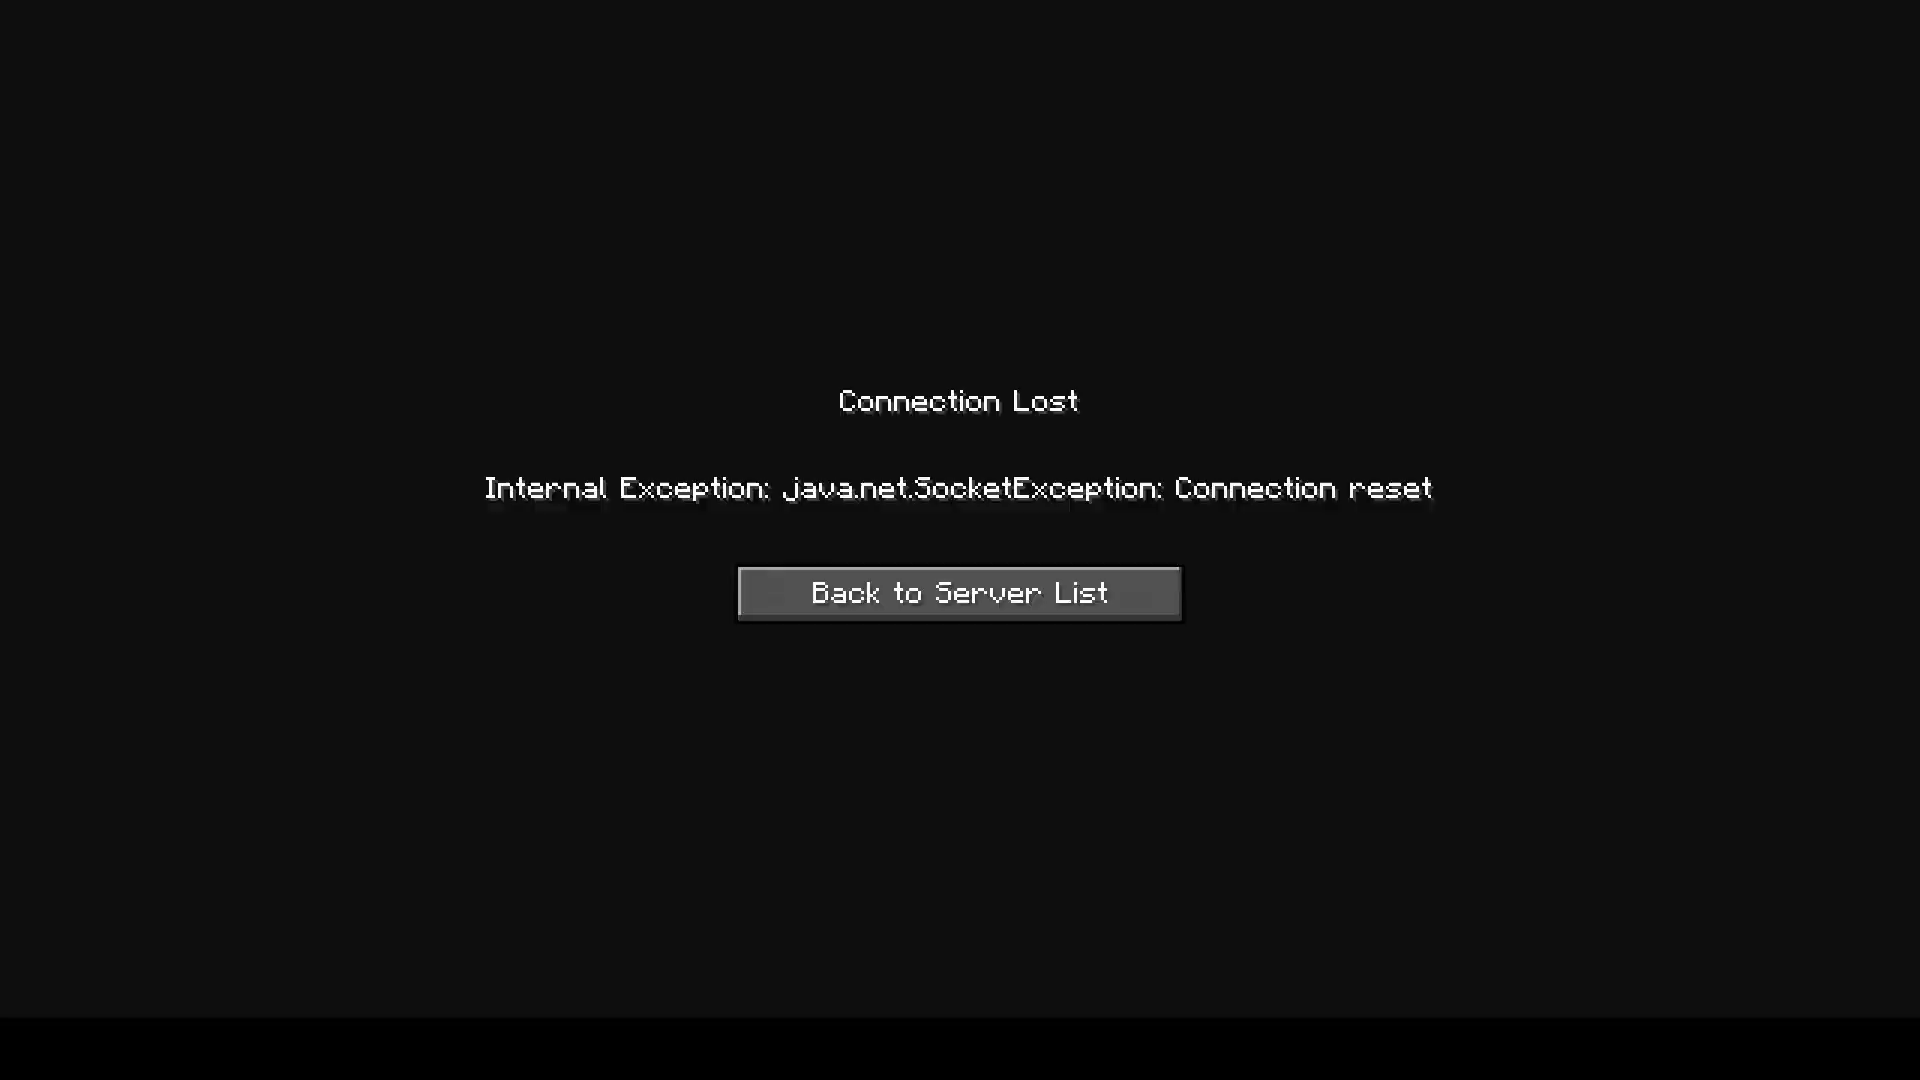 Connection Lost
Internal Exception: java.net.SocketException: Connection reset
Back to Server List